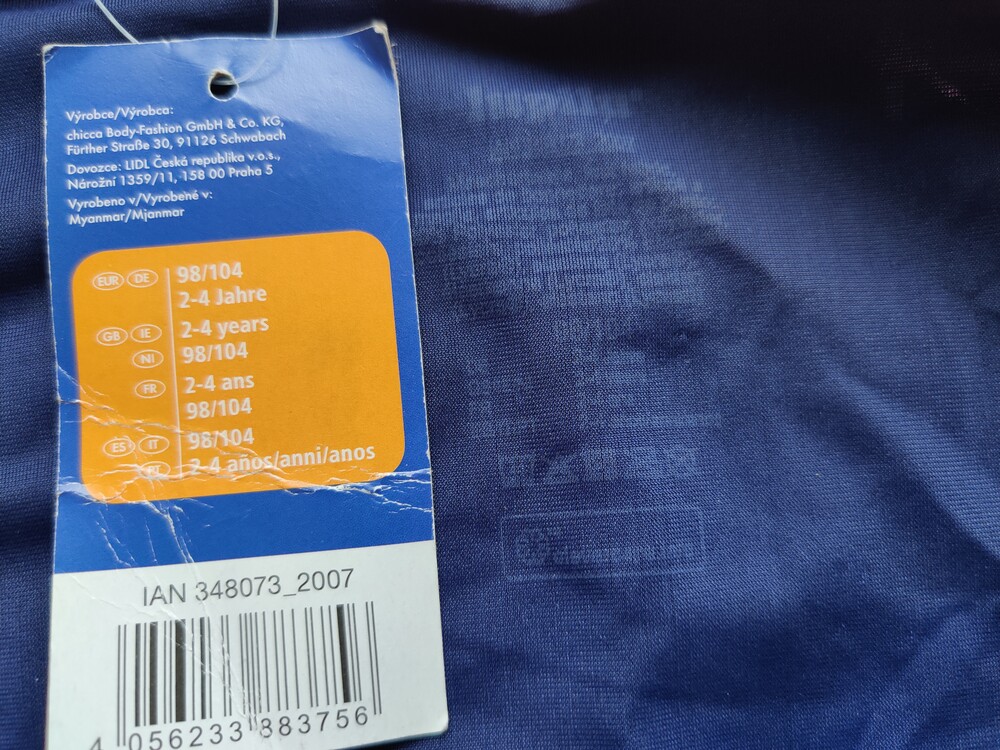 Výrobce/Výrobca:
chicca Body-Fashion GmbH & Co. KG,
Fürther Straße 30, 91126 Schwabach
Dovozce: LIDL Česká republika v.o.s.,
Nárožní 1359/11, 158 00 Praha 5
Vyrobeno v/Vyrobené v:
Myanmar/Mjanmar
EUR DE 98/104
2-4 Jahre
GB IE 2-4 years
NI 98/104
FR 2-4 ans
98/104
ES IT 98/104
PT 2-4 años/anni/anos
IAN 348073_2007
4 056233 883756